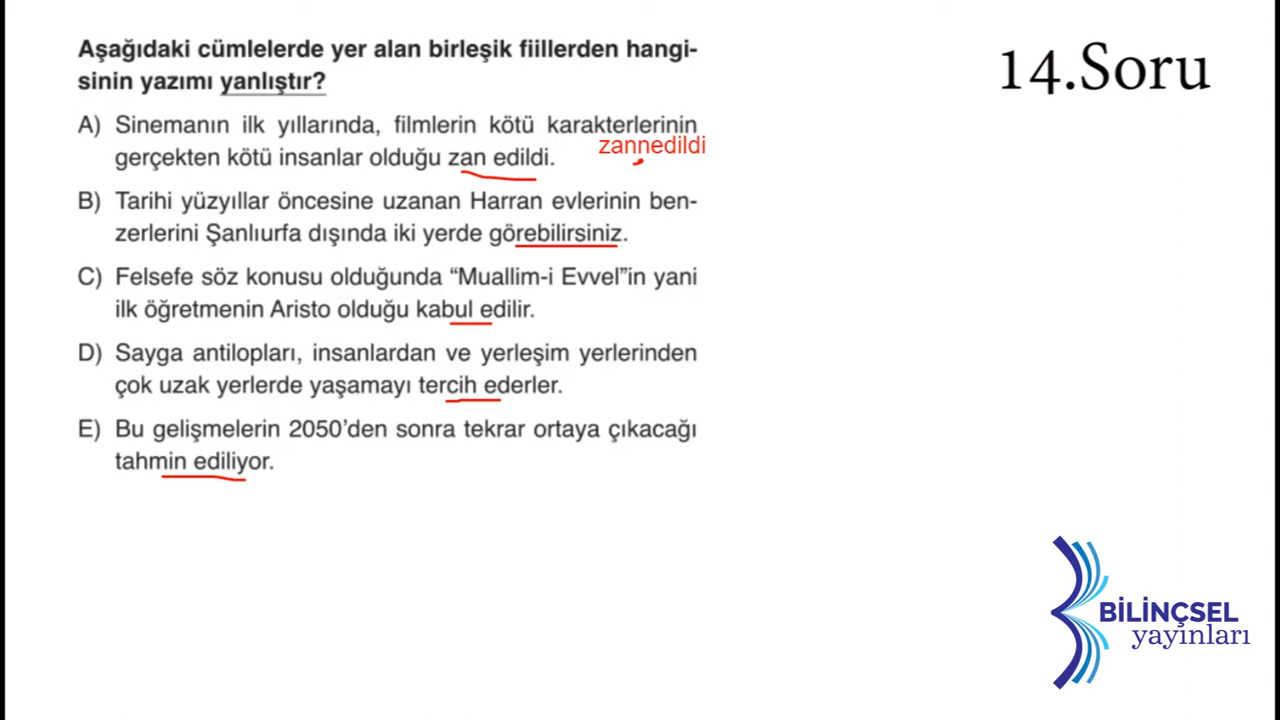 Aşağıdaki cümlelerde yer alan birleşik fiillerden hangi-
sinin yazımı yanlıştır?
14.Soru
A) Sinemanın ilk yıllarında, filmlerin kötü karakterlerinin
zannedildi
gerçekten kötü insanlar olduğu zan edildi.
B) Tarihi yüzyıllar öncesine uzanan Harran evlerinin ben-
zerlerini Şanlıurfa dışında iki yerde görebilirsiniz.
C) Felsefe söz konusu olduğunda “Muallim-i Evvel”in yani
ilk öğretmenin Aristo olduğu kabul edilir.
D) Sayga antilopları, insanlardan ve yerleşim yerlerinden
çok uzak yerlerde yaşamayı tercih ederler.
E) Bu gelişmelerin 2050’den sonra tekrar ortaya çıkacağı
tahmin ediliyor.
BİLİNÇSEL
yayınları